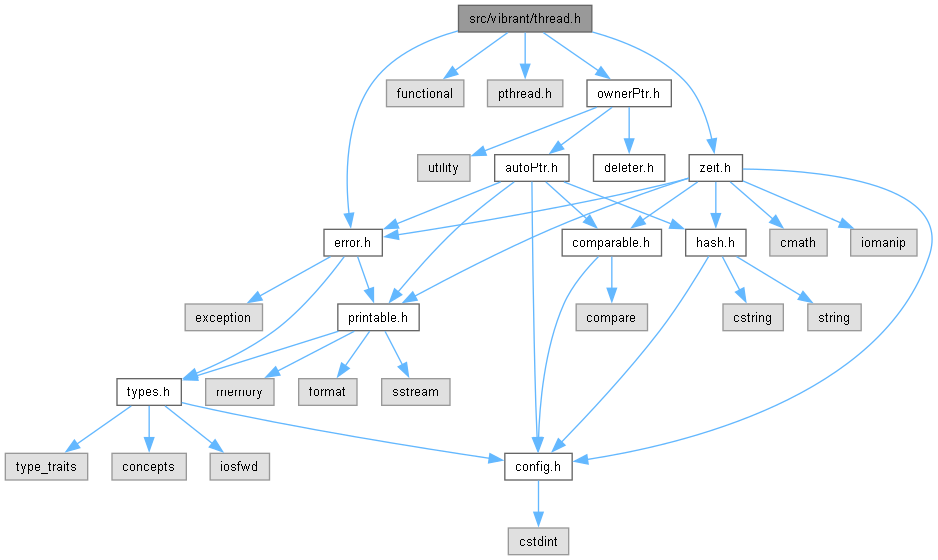 src/vibrant/thread.h
functional
pthread.h
ownerPtr.h
utility
autoPtr.h
deleter.h
zeit.h
error.h
comparable.h
hash.h
cmath
iomanip
exception
printable.h
compare
cstring
string
types.h
memory
format
sstream
type_traits
concepts
iosfwd
config.h
cstdint